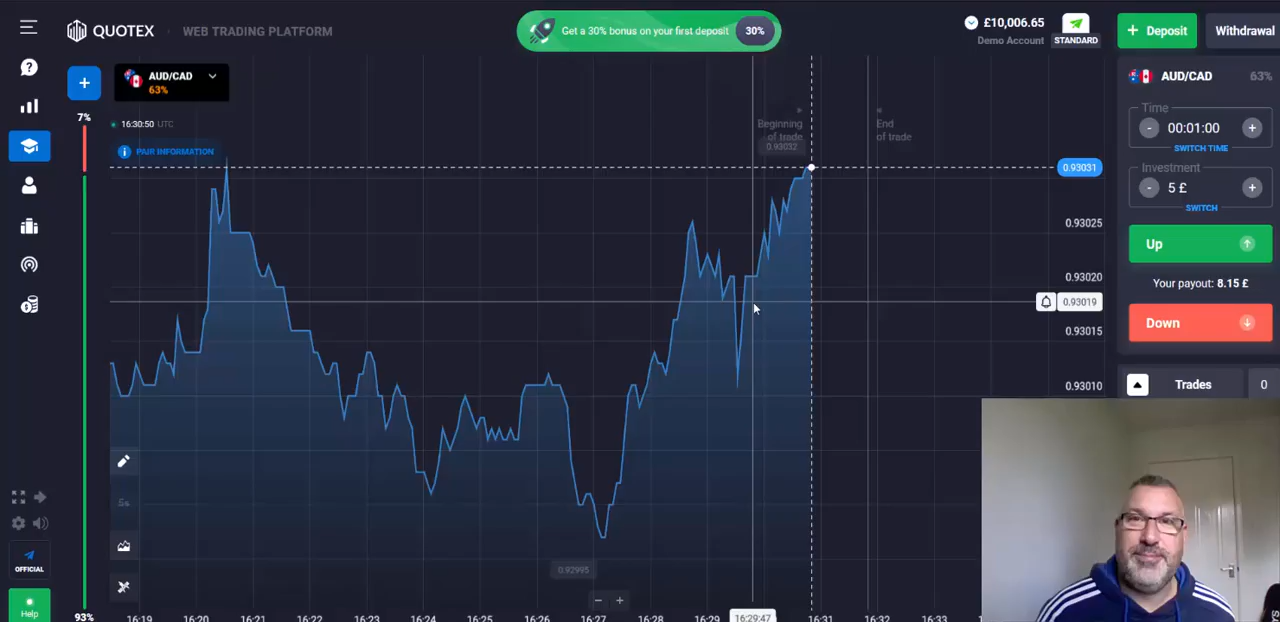 QUOTEX
WEB TRADING PLATFORM
Get a 30% bonus on your first deposit 30%
£10,006.65
Demo Account
STANDARD
+ Deposit
Withdrawal
?
+
AUD/CAD
63%
7%
16:30:50 UTC
i PAIR INFORMATION
Beginning
of trade
0.93032
End
of trade
0.93031
0.93025
0.93020
0.93019
0.93015
0.93010
0.92995
5s
AUD/CAD 63%
Time
- 00:01:00 +
SWITCH TIME
Investment
- 5 £ +
SWITCH
Up
Your payout: 8.15 £
Down
Trades 0
OFFICIAL
Help
93%
− +
16:19 16:20 16:21 16:22 16:23 16:24 16:25 16:26 16:27 16:28 16:29 16:29:47 16:31 16:32 16:33